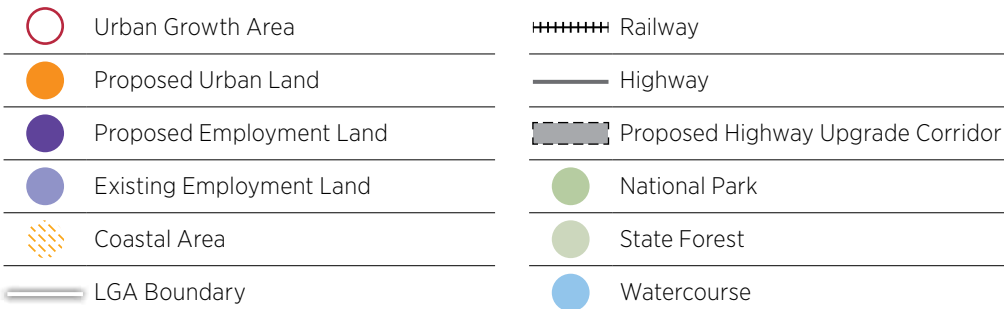 Urban Growth Area
Proposed Urban Land
Proposed Employment Land
Existing Employment Land
Coastal Area
LGA Boundary
Railway
Highway
Proposed Highway Upgrade Corridor
National Park
State Forest
Watercourse